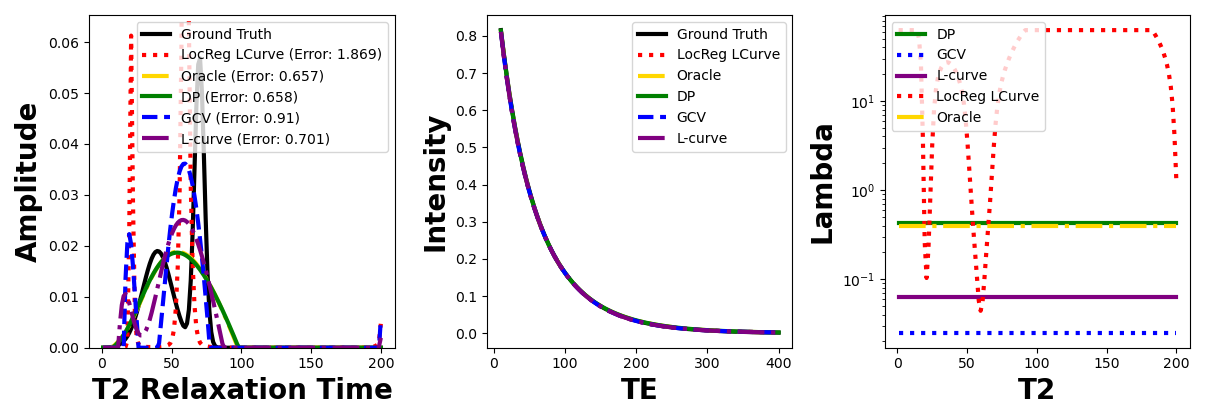 Amplitude
0.06
0.05
0.04
0.03
0.02
0.01
0.00
Ground Truth
LocReg LCurve (Error: 1.869)
Oracle (Error: 0.657)
DP (Error: 0.658)
GCV (Error: 0.91)
L-curve (Error: 0.701)
0 50 100 150 200
T2 Relaxation Time
Intensity
0.8
0.7
0.6
0.5
0.4
0.3
0.2
0.1
0.0
Ground Truth
LocReg LCurve
Oracle
DP
GCV
L-curve
0 100 200 300 400
TE
Lambda
10¹
10⁰
10⁻¹
DP
GCV
L-curve
LocReg LCurve
Oracle
0 50 100 150 200
T2